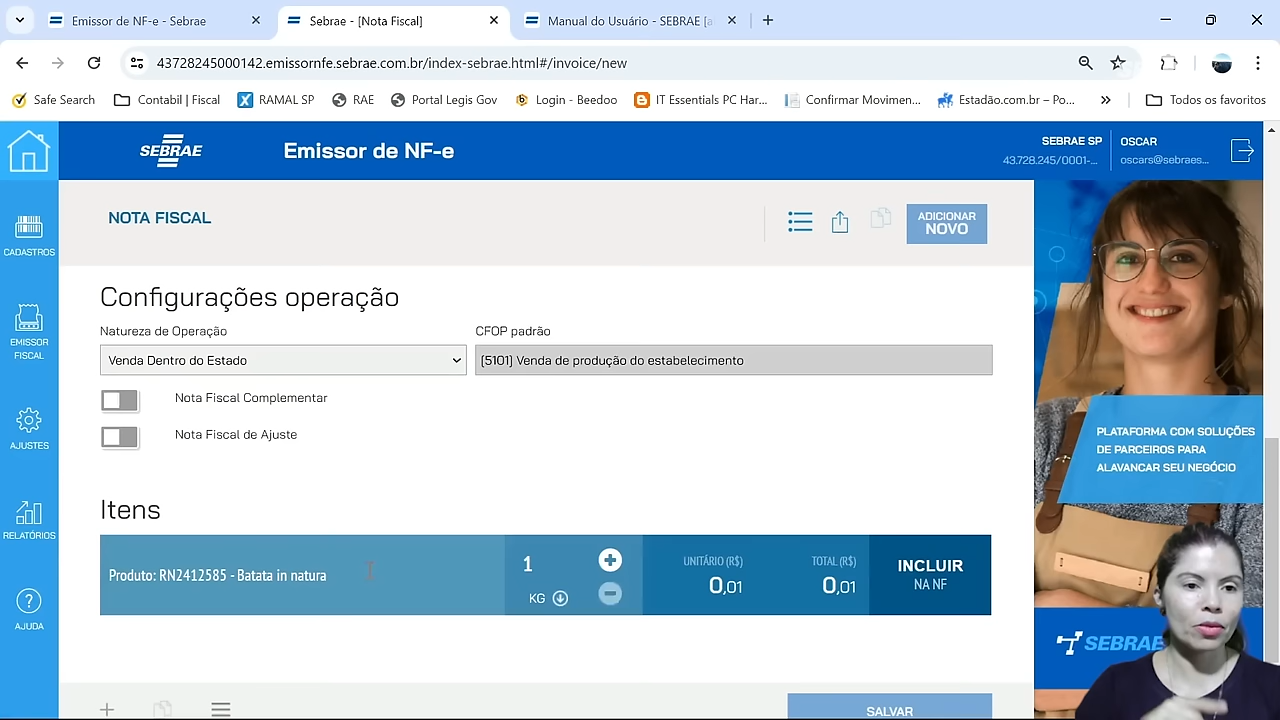 Emissor de NF-e - Sebrae
Sebrae - [Nota Fiscal]
Manual do Usuário - SEBRAE [a
43728245000142.emissornfe.sebrae.com.br/index-sebrae.html#/invoice/new
Safe Search
Contabil | Fiscal
RAMAL SP
RAE
Portal Legis Gov
Login - Beedoo
IT Essentials PC Har...
Confirmar Movimen...
Estadão.com.br – Po...
Todos os favoritos
SEBRAE
Emissor de NF-e
SEBRAE SP
43.728.245/0001-...
OSCAR
oscars@sebraes...
CADASTROS
EMISSOR
FISCAL
AJUSTES
RELATÓRIOS
AJUDA
NOTA FISCAL
ADICIONAR
NOVO
Configurações operação
Natureza de Operação
CFOP padrão
Venda Dentro do Estado
[5101] Venda de produção do estabelecimento
Nota Fiscal Complementar
Nota Fiscal de Ajuste
Itens
Produto: RN2412585 - Batata in natura
1
KG
UNITÁRIO (R$)
0,01
TOTAL (R$)
0,01
INCLUIR
NA NF
SALVAR
PLATAFORMA COM SOLUÇÕES
DE PARCEIROS PARA
ALAVANCAR SEU NEGÓCIO
SEBRAE